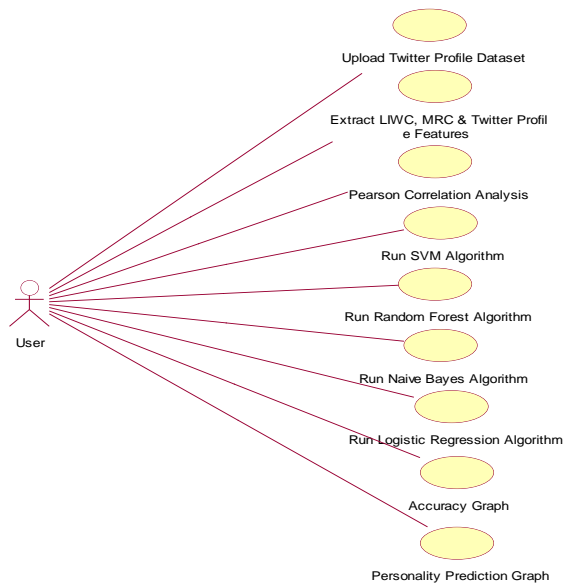 Upload Twitter Profile Dataset
Extract LIWC, MRC & Twitter Profil
e Features
Pearson Correlation Analysis
Run SVM Algorithm
Run Random Forest Algorithm
User
Run Naive Bayes Algorithm
Run Logistic Regression Algorithm
Accuracy Graph
Personality Prediction Graph